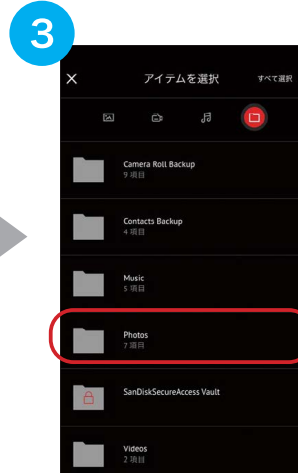 3
アイテムを選択
すべて選択
Camera Roll Backup
9 項目
Contacts Backup
4 項目
Music
5 項目
Photos
7 項目
SanDiskSecureAccess Vault
Videos
2 項目